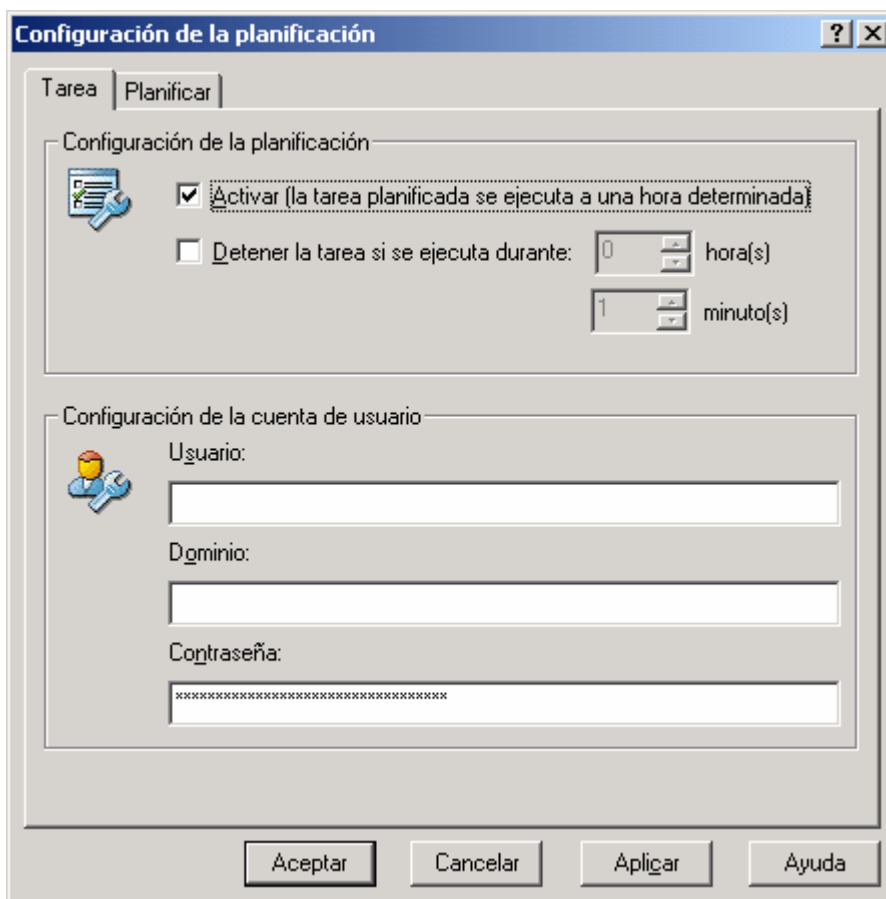 Configuración de la planificación
Tarea
Planificar
Configuración de la planificación
Activar (la tarea planificada se ejecuta a una hora determinada)
Detener la tarea si se ejecuta durante: 0 hora(s)
1 minuto(s)
Configuración de la cuenta de usuario
Usuario:
Dominio:
Contraseña:
××××××××××××××××××××××××××××××××××
Aceptar
Cancelar
Aplicar
Ayuda